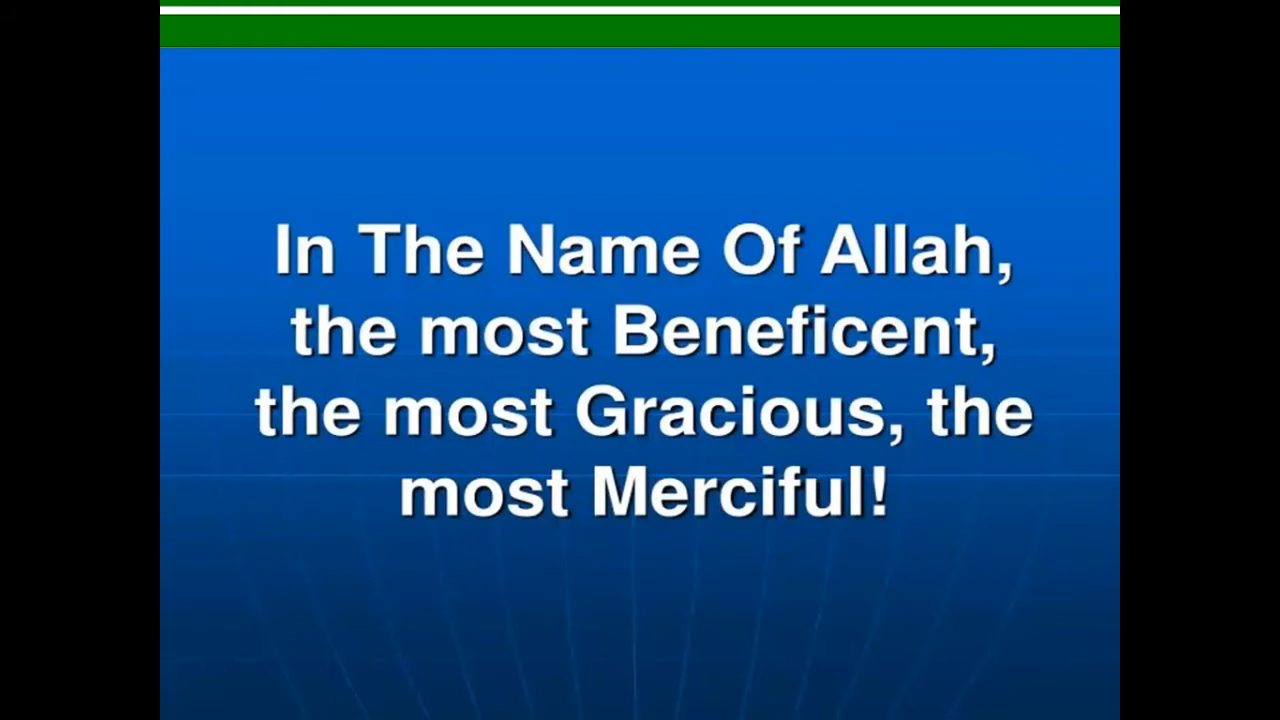 In The Name Of Allah,
the most Beneficent,
the most Gracious, the
most Merciful!